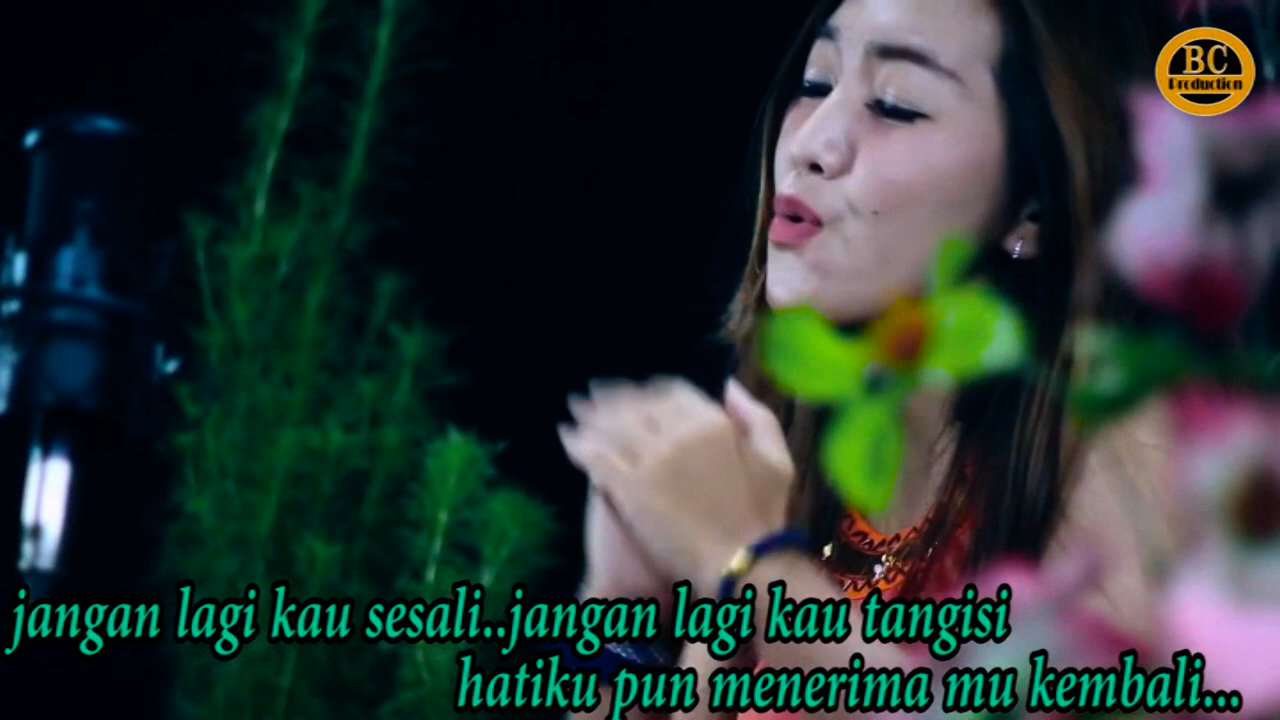 BC
Production
jangan lagi kau sesali..jangan lagi kau tangisi
hatiku pun menerima mu kembali...